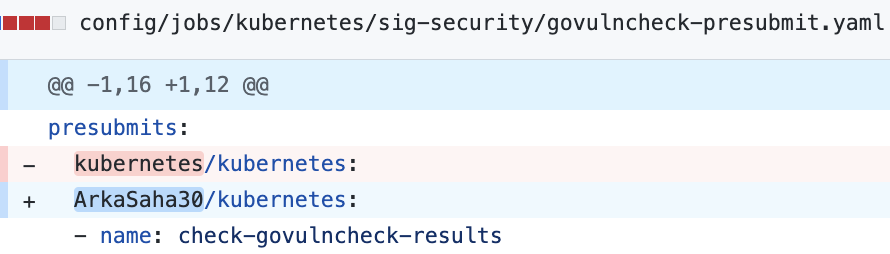 config/jobs/kubernetes/sig-security/govulncheck-presubmit.yaml
@@ -1,16 +1,12 @@
presubmits:
- kubernetes/kubernetes:
+ ArkaSaha30/kubernetes:
- name: check-govulncheck-results